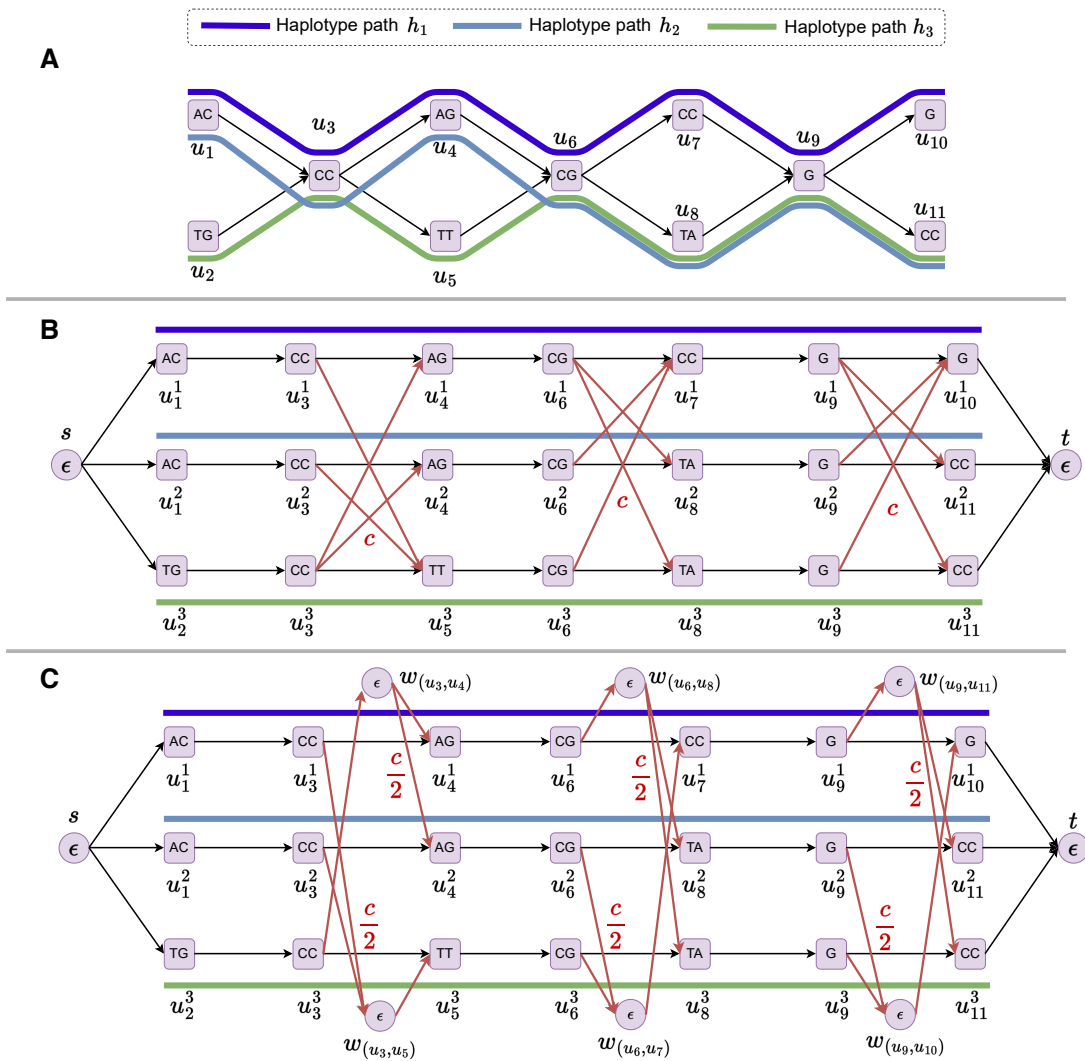 Haplotype path h₁ Haplotype path h₂ Haplotype path h₃
A
AC AG CC G
u₃ u₆ u₉
u₁ u₄ u₇ u₁₀
CC CG G
u₈ u₁₁
TG TT TA CC
u₂ u₅
B
AC CC AG CG CC G G
u₁¹ u₃¹ u₄¹ u₆¹ u₇¹ u₉¹ u₁₀¹
s t
ϵ AC CC AG CG TA G CC ϵ
u₁² u₃² u₄² u₆² u₈² u₉² u₁₁²
c c c
TG CC TT CG TA G CC
u₂³ u₃³ u₅³ u₆³ u₈³ u₉³ u₁₁³
C
ϵ w₍u₃,u₄₎ ϵ w₍u₆,u₈₎ ϵ w₍u₉,u₁₁₎
AC CC AG CG CC G G
u₁¹ u₃¹ u₄¹ u₆¹ u₇¹ u₉¹ u₁₀¹
c/2 c/2 c/2
s t
ϵ AC CC AG CG TA G CC ϵ
u₁² u₃² u₄² u₆² u₈² u₉² u₁₁²
c/2 c/2 c/2
TG CC TT CG TA G CC
u₂³ u₃³ u₅³ u₆³ u₈³ u₉³ u₁₁³
ϵ ϵ ϵ
w₍u₃,u₅₎ w₍u₆,u₇₎ w₍u₉,u₁₀₎